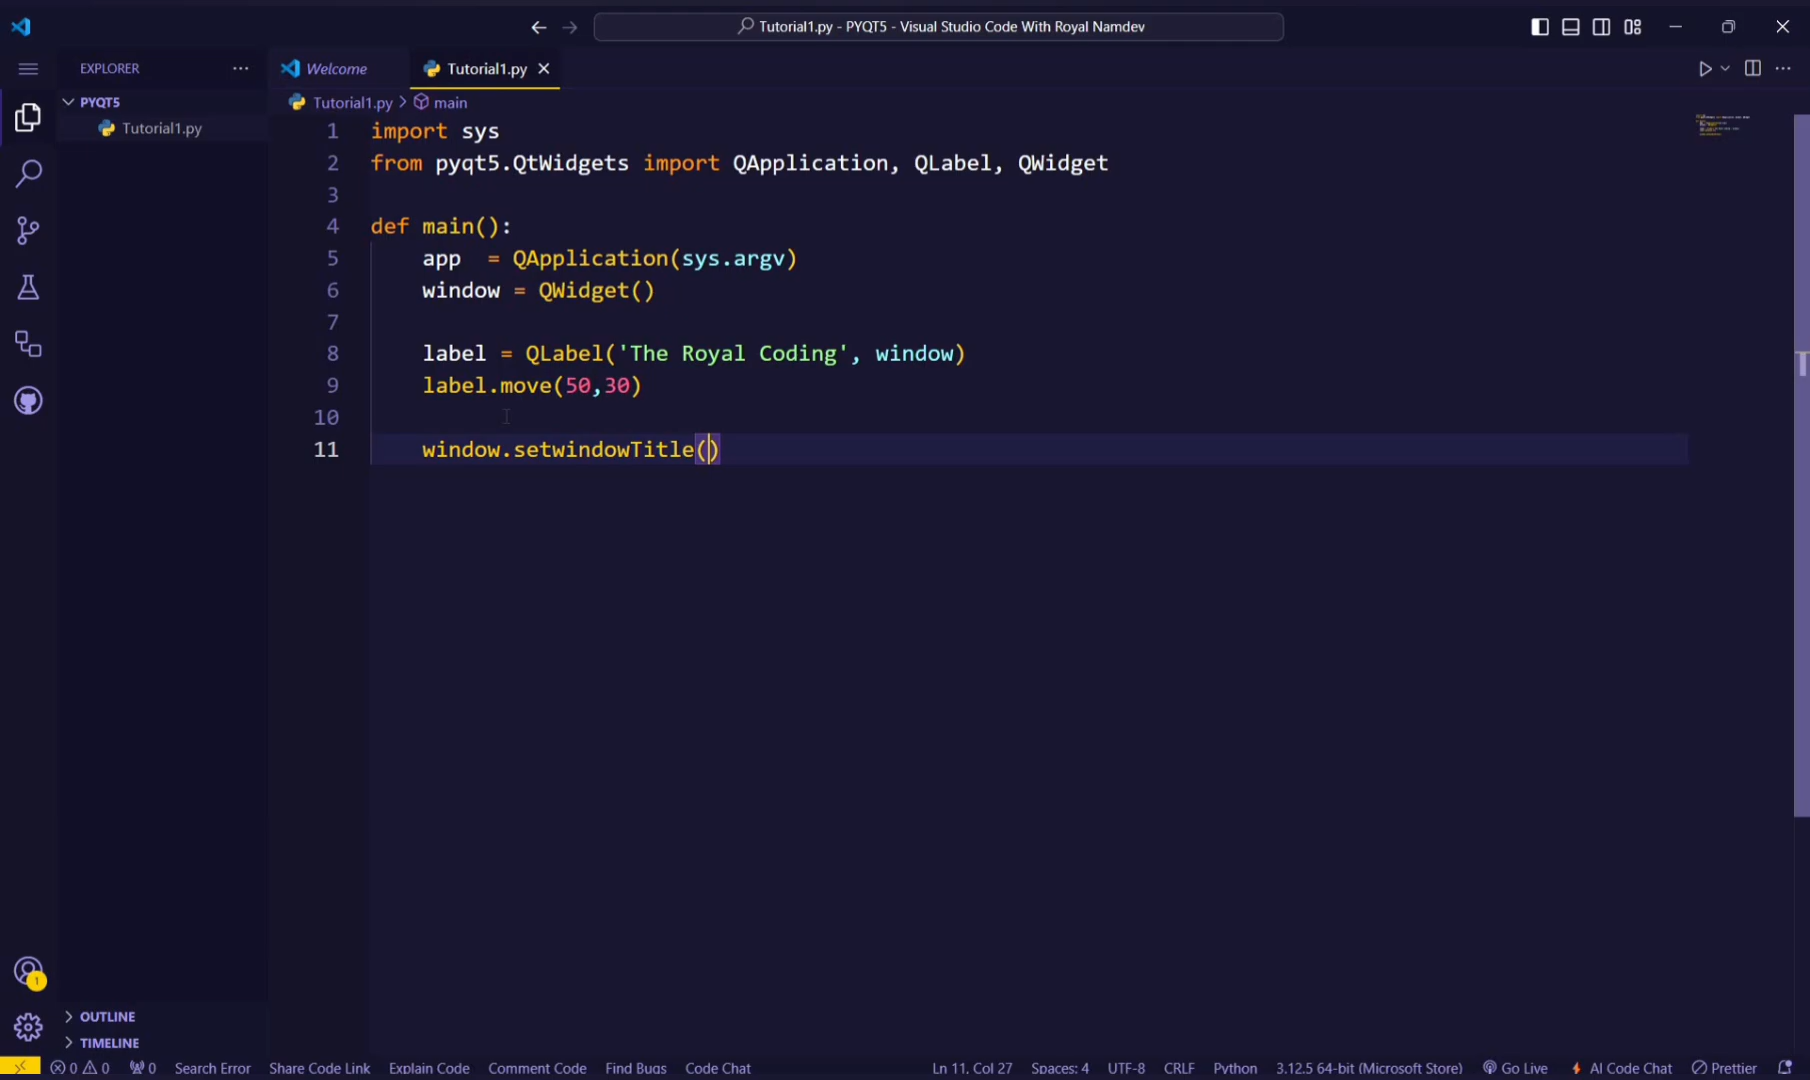 Tutorial1.py - PYQT5 - Visual Studio Code With Royal Namdev
EXPLORER
Welcome
Tutorial1.py
PYQT5
Tutorial1.py > main
Tutorial1.py
1 import sys
2 from pyqt5.QtWidgets import QApplication, QLabel, QWidget
3
4 def main():
5 app  = QApplication(sys.argv)
6 window = QWidget()
7
8 label = QLabel('The Royal Coding', window)
9 label.move(50,30)
10
11 window.setwindowTitle()
1
OUTLINE
TIMELINE
0 0 0 Search Error Share Code Link Explain Code Comment Code Find Bugs Code Chat Ln 11, Col 27 Spaces: 4 UTF-8 CRLF Python 3.12.5 64-bit (Microsoft Store) Go Live AI Code Chat Prettier